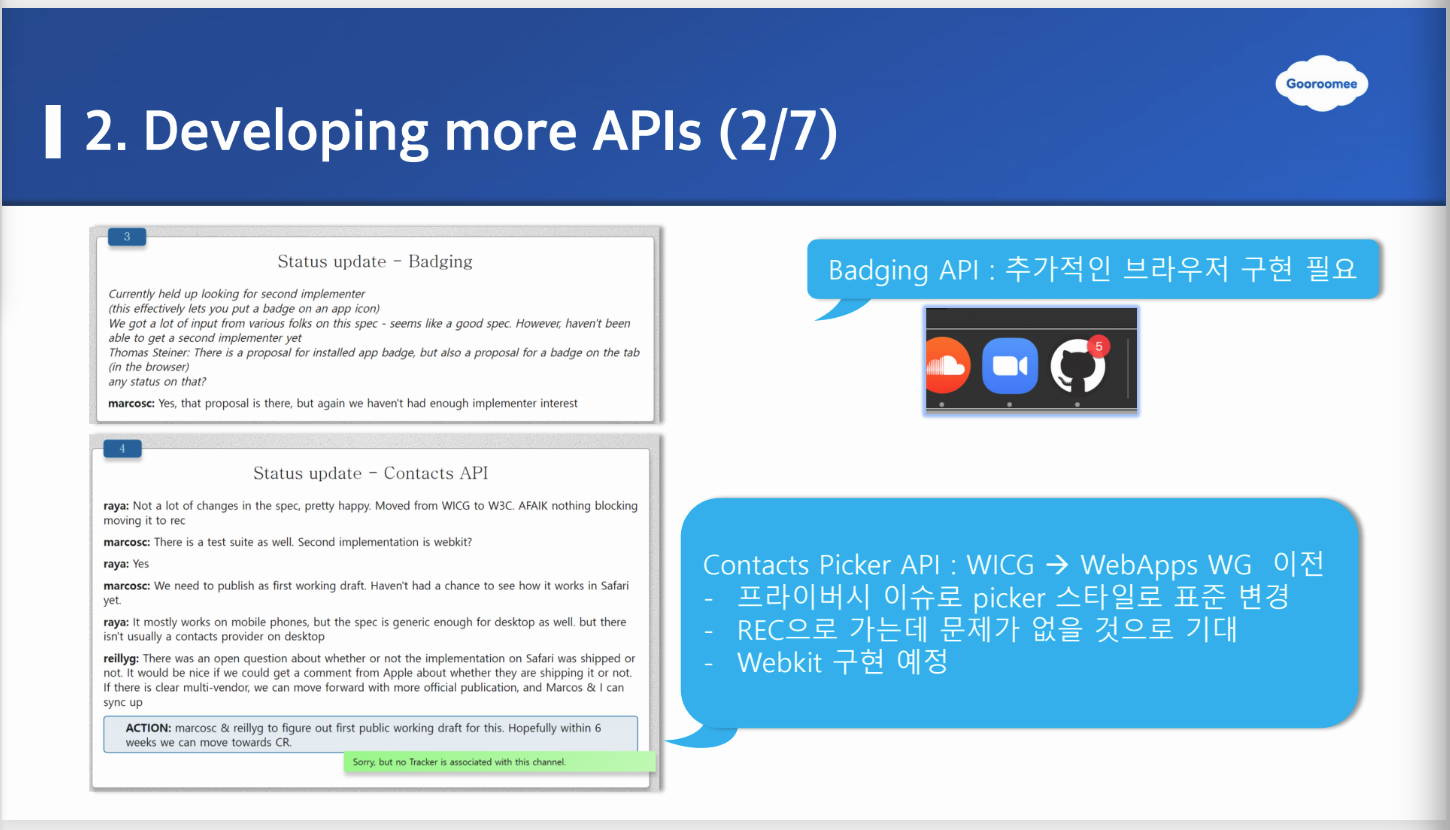 Gooroomee
2. Developing more APIs (2/7)
3
Status update - Badging
Currently held up looking for second implementer
(this effectively lets you put a badge on an app icon)
We got a lot of input from various folks on this spec - seems like a good spec. However, haven't been
able to get a second implementer yet
Thomas Steiner: There is a proposal for installed app badge, but also a proposal for a badge on the tab
(in the browser)
any status on that?
marcosc: Yes, that proposal is there, but again we haven't had enough implementer interest
Badging API : 추가적인 브라우저 구현 필요
5
4
Status update - Contacts API
raya: Not a lot of changes in the spec, pretty happy. Moved from WICG to W3C. AFAIK nothing blocking
moving it to rec
marcosc: There is a test suite as well. Second implementation is webkit?
raya: Yes
marcosc: We need to publish as first working draft. Haven't had a chance to see how it works in Safari
yet.
raya: It mostly works on mobile phones, but the spec is generic enough for desktop as well. but there
isn't usually a contacts provider on desktop
reillyg: There was an open question about whether or not the implementation on Safari was shipped or
not. It would be nice if we could get a comment from Apple about whether they are shipping it or not.
If there is clear multi-vendor, we can move forward with more official publication, and Marcos & I can
sync up
ACTION: marcosc & reillyg to figure out first public working draft for this. Hopefully within 6
weeks we can move towards CR.
Sorry, but no Tracker is associated with this channel.
Contacts Picker API : WICG → WebApps WG 이전
- 프라이버시 이슈로 picker 스타일로 표준 변경
- REC으로 가는데 문제가 없을 것으로 기대
- Webkit 구현 예정